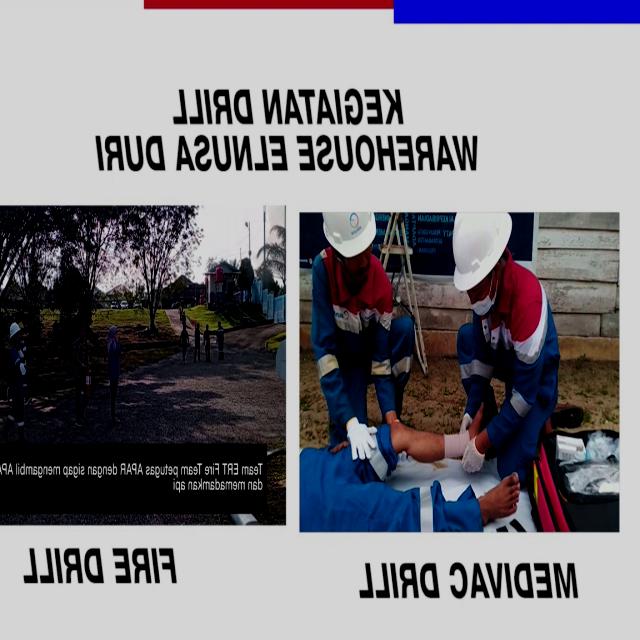 KEGIATAN DRILL
WAREHOUSE ELNUSA DURI
Team ERT Fire Team petugas APAR dengan sigap mengambil
dan memadamkan api
FIRE DRILL
MEDIVAC DRILL